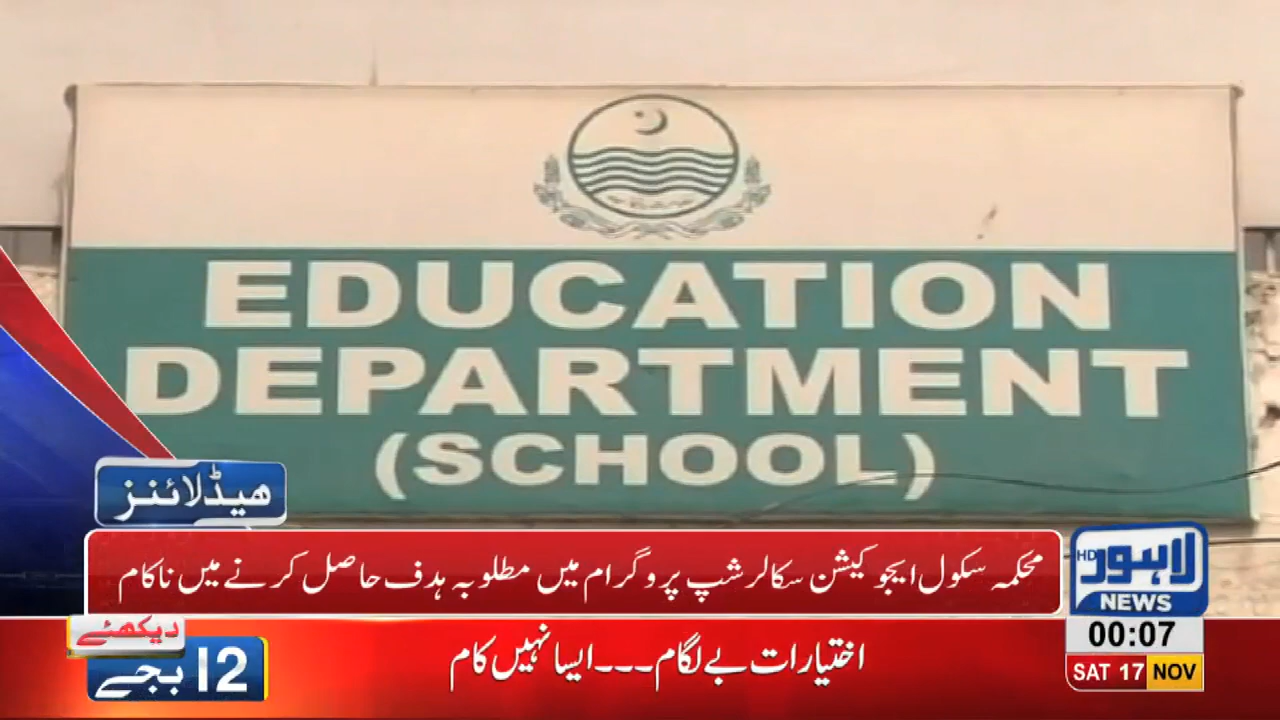 EDUCATION
DEPARTMENT
(SCHOOL)
ھیڈلائنز
محکمہ سکول ایجوکیشن سکالرشپ پروگرام میں مطلوبہ ہدف حاصل کرنے میں ناکام
HD لاہور
NEWS
00:07
SAT 17 NOV
دیکھئے
12 بجے
اختیارات بے لگام ۔۔۔ ایسا نہیں کام